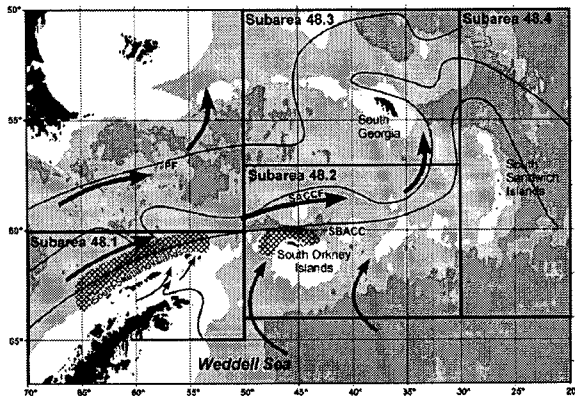 50°
Subarea 48.3
Subarea 48.4
55°
South
Georgia
PF
Subarea 48.2
South
Sandwich
Islands
SACCF
60°
Subarea 48.1
SBACC
South Orkney
Islands
65°
Weddell Sea
70°
65°
60°
55°
50°
45°
40°
35°
30°
25°
20°